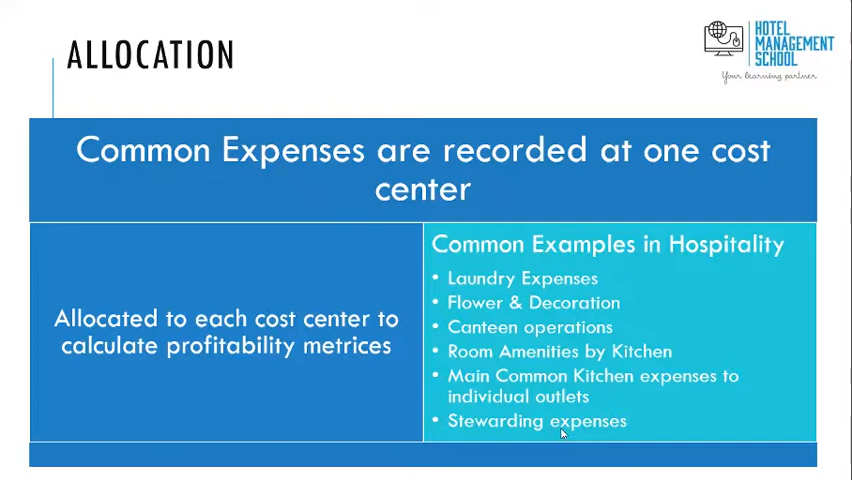 ALLOCATION
HOTEL
MANAGEMENT
SCHOOL
Your learning partner
Common Expenses are recorded at one cost
center
Allocated to each cost center to
calculate profitability metrices
Common Examples in Hospitality
• Laundry Expenses
• Flower & Decoration
• Canteen operations
• Room Amenities by Kitchen
• Main Common Kitchen expenses to
individual outlets
• Stewarding expenses